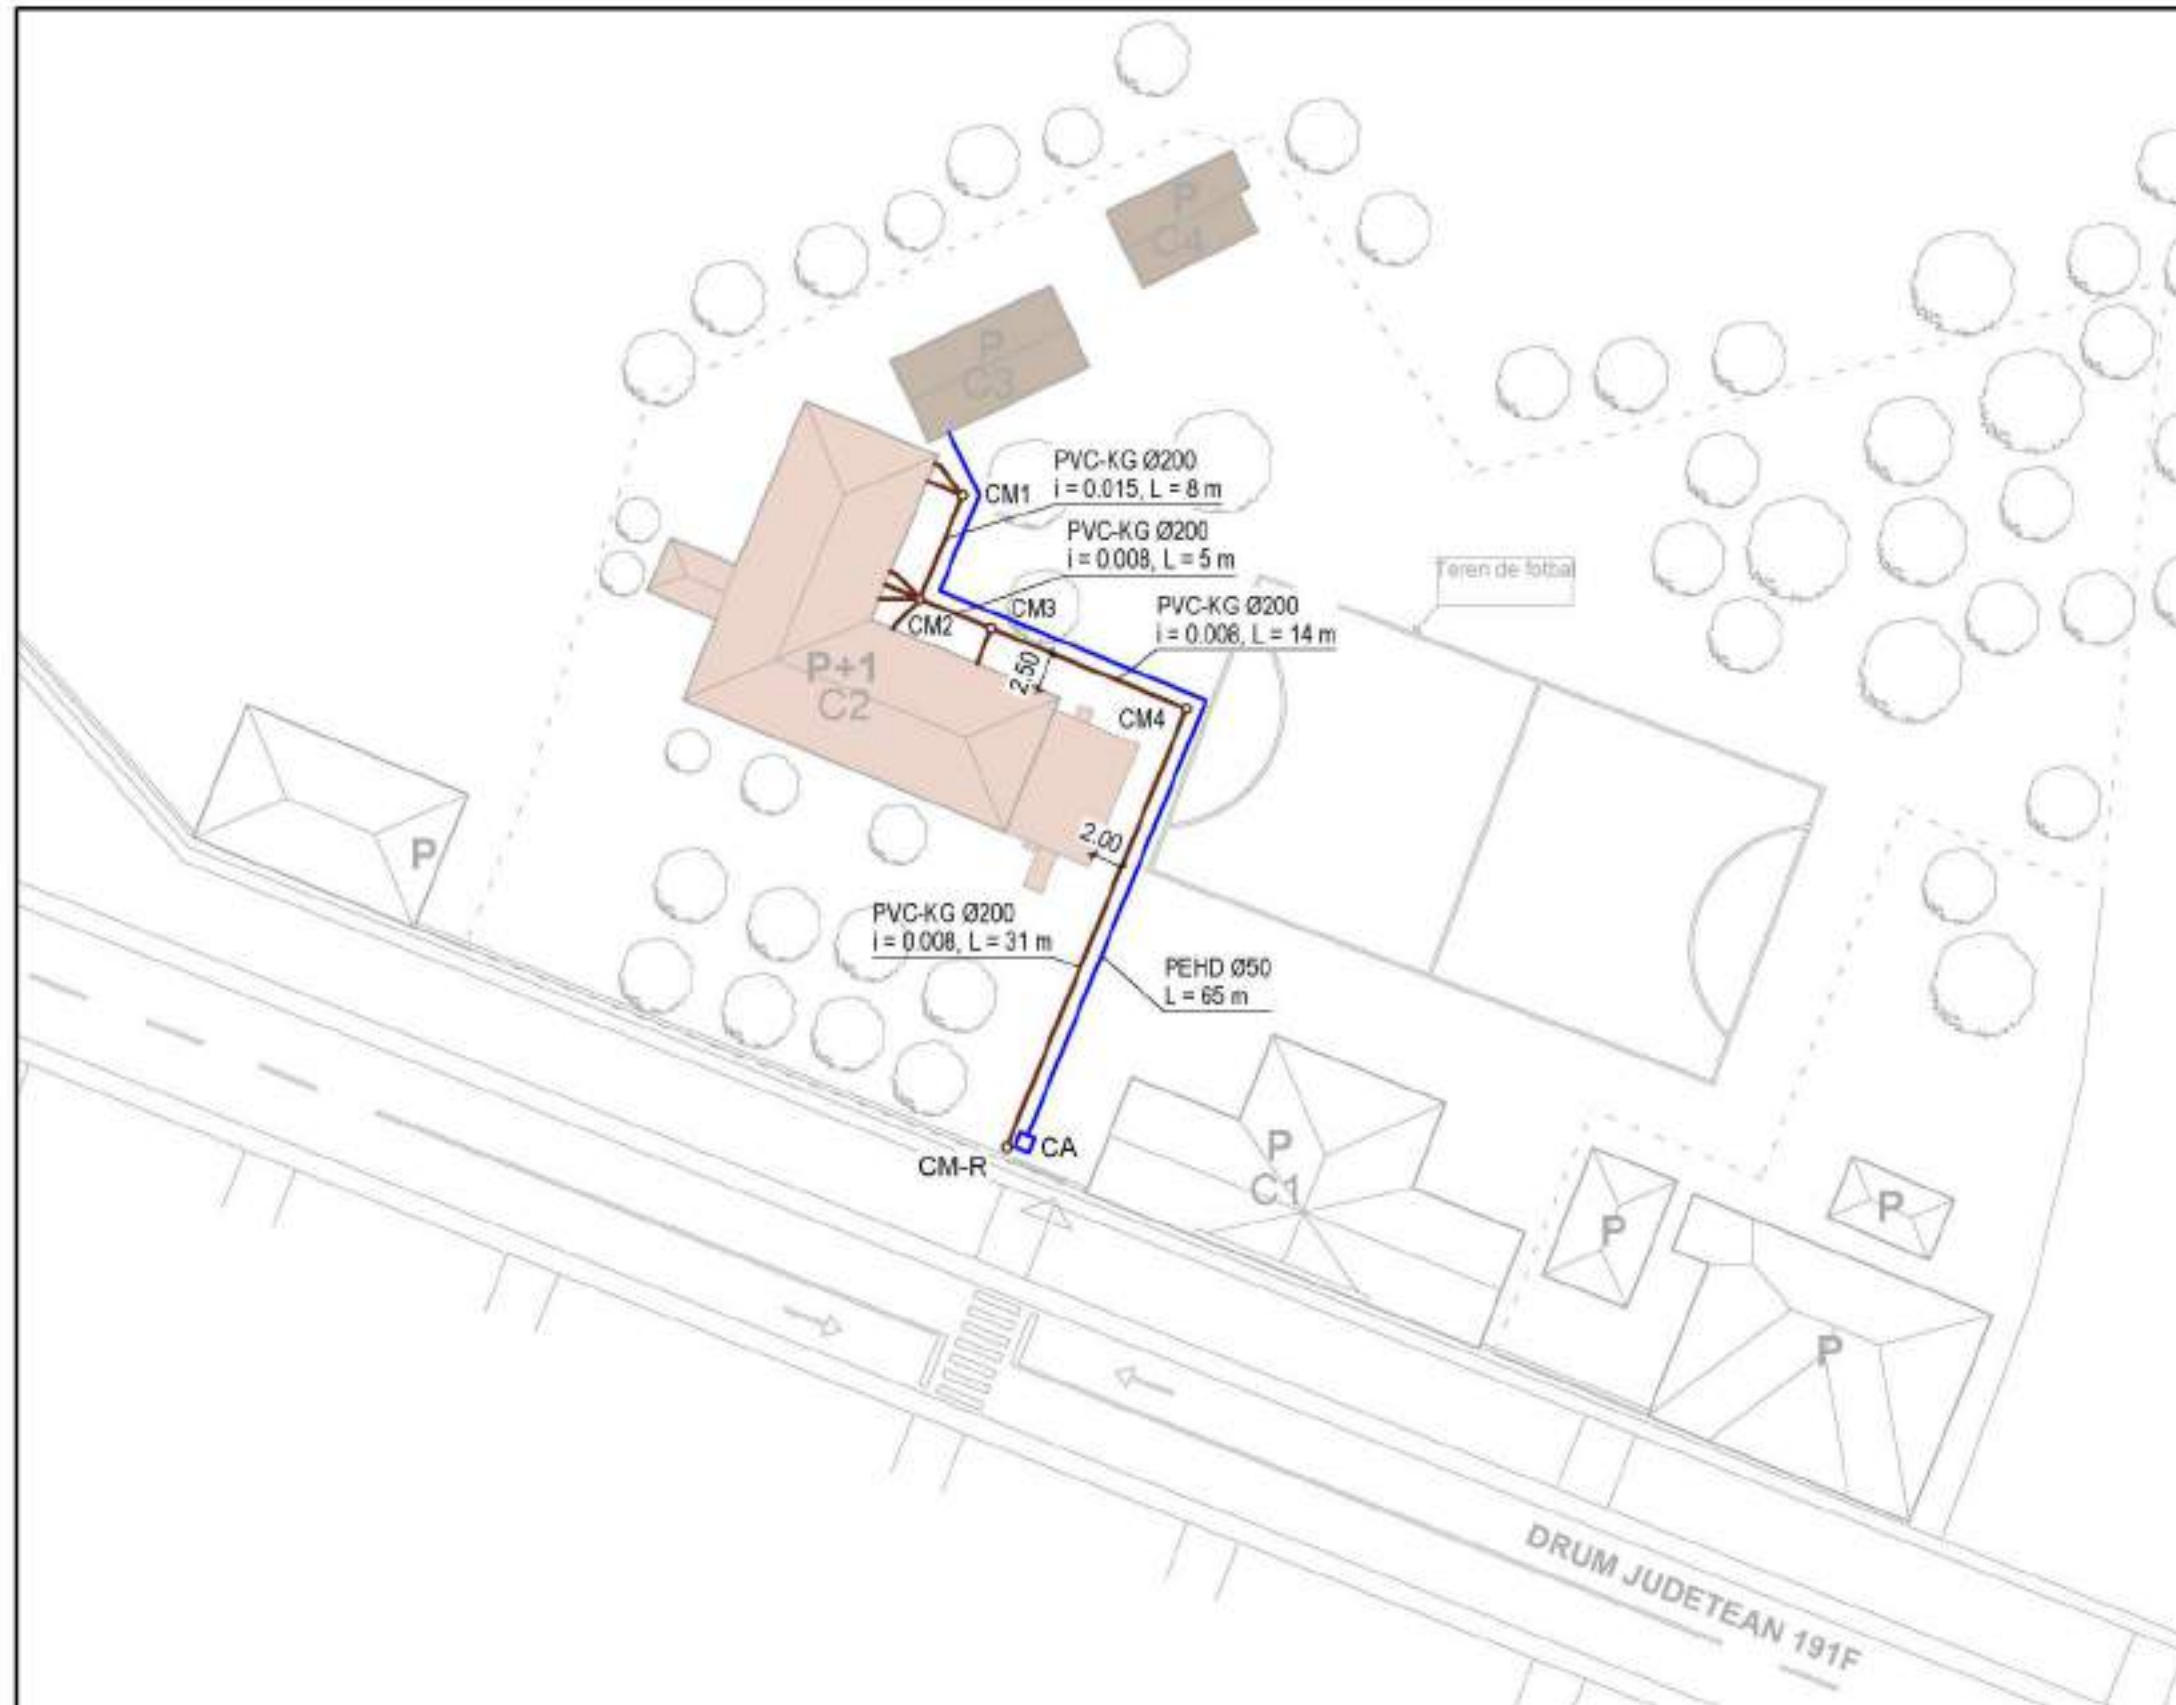 P
C4
P
C3
PVC-KG Ø200
i = 0.015, L = 8 m
CM1
PVC-KG Ø200
i = 0.008, L = 5 m
Teren de fotbal
CM3
PVC-KG Ø200
i = 0.008, L = 14 m
CM2
2.50
P+1
C2
CM4
2.00
P
PVC-KG Ø200
i = 0.008, L = 31 m
PEHD Ø50
L = 65 m
CA
CM-R
P
C1
P
P
P
DRUM JUDETEAN 191F